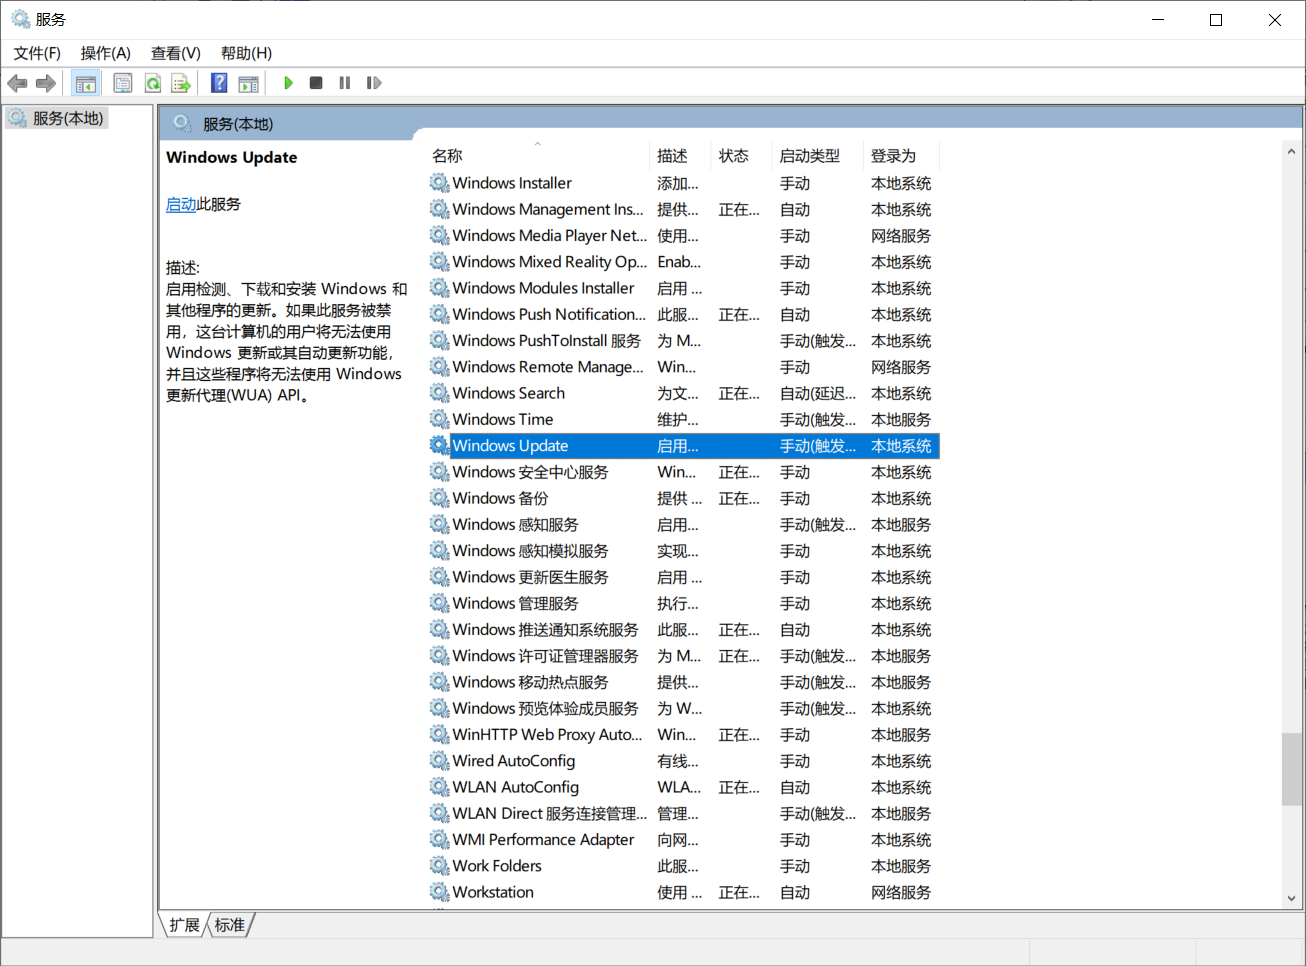 服务
文件(F) 操作(A) 查看(V) 帮助(H)
服务(本地)
服务(本地)
Windows Update
启动此服务
描述:
启用检测、下载和安装 Windows 和
其他程序的更新。如果此服务被禁
用，这台计算机的用户将无法使用
Windows 更新或其自动更新功能，
并且这些程序将无法使用 Windows
更新代理(WUA) API。
名称 描述 状态 启动类型 登录为
Windows Installer 添加... 手动 本地系统
Windows Management Ins... 提供... 正在... 自动 本地系统
Windows Media Player Net... 使用... 手动 网络服务
Windows Mixed Reality Op... Enab... 手动 本地系统
Windows Modules Installer 启用 ... 手动 本地系统
Windows Push Notification... 此服... 正在... 自动 本地系统
Windows PushToInstall 服务 为 M... 手动(触发... 本地系统
Windows Remote Manage... Win... 手动 网络服务
Windows Search 为文... 正在... 自动(延迟... 本地系统
Windows Time 维护... 手动(触发... 本地服务
Windows Update 启用... 手动(触发... 本地系统
Windows 安全中心服务 Win... 正在... 手动 本地系统
Windows 备份 提供 ... 正在... 手动 本地系统
Windows 感知服务 启用... 手动(触发... 本地服务
Windows 感知模拟服务 实现... 手动 本地系统
Windows 更新医生服务 启用 ... 手动 本地系统
Windows 管理服务 执行... 手动 本地系统
Windows 推送通知系统服务 此服... 正在... 自动 本地系统
Windows 许可证管理器服务 为 M... 正在... 手动(触发... 本地服务
Windows 移动热点服务 提供... 手动(触发... 本地服务
Windows 预览体验成员服务 为 W... 手动(触发... 本地系统
WinHTTP Web Proxy Auto... Win... 正在... 手动 本地服务
Wired AutoConfig 有线... 手动 本地系统
WLAN AutoConfig WLA... 正在... 自动 本地系统
WLAN Direct 服务连接管理... 管理... 手动(触发... 本地服务
WMI Performance Adapter 向网... 手动 本地系统
Work Folders 此服... 手动 本地服务
Workstation 使用 ... 正在... 自动 网络服务
扩展 标准